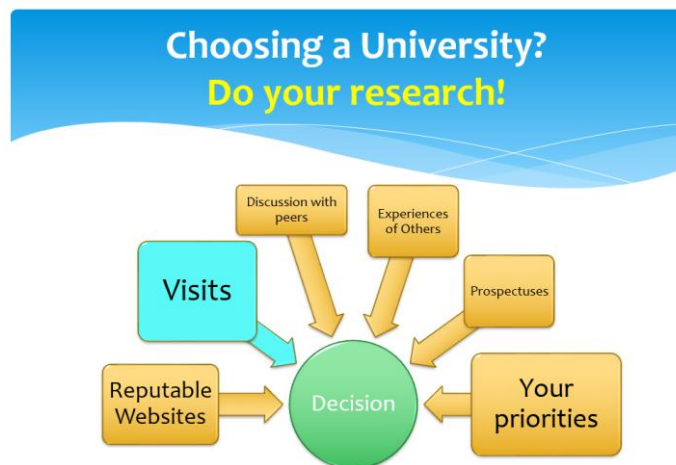 Choosing a University?
Do your research!
Discussion with
peers
Experiences
of Others
Visits
Prospectuses
Reputable
Websites
Decision
Your
priorities